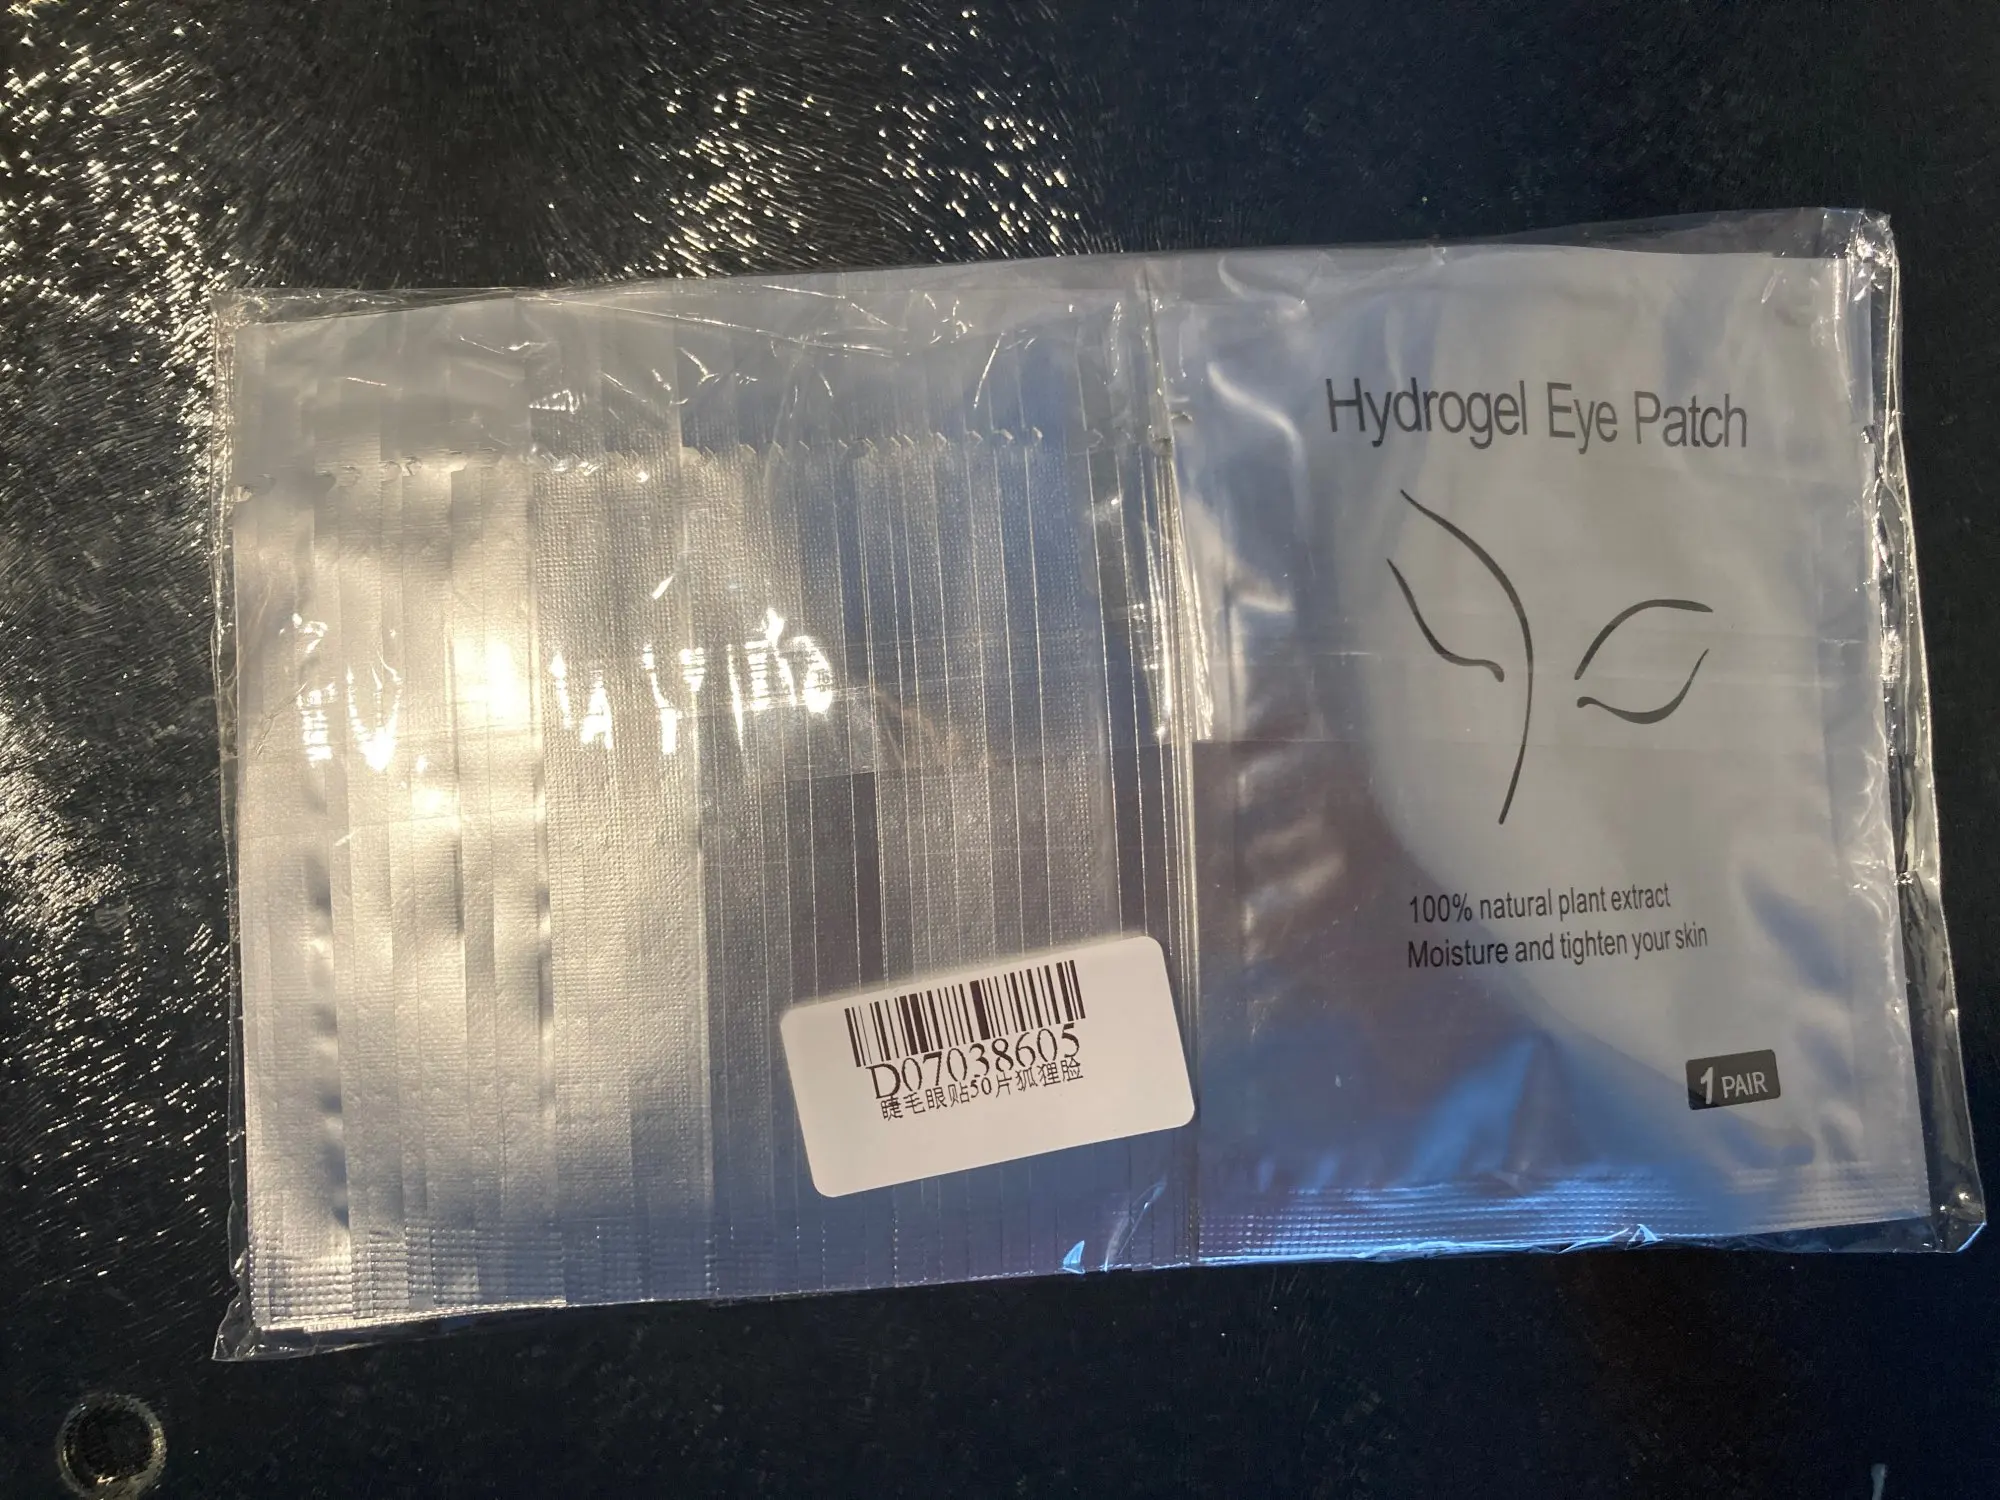 Hydrogel Eye Patch
100% natural plant extract
Moisture and tighten your skin
1 PAIR
D07038605
睫毛眼贴50片狐狸脸